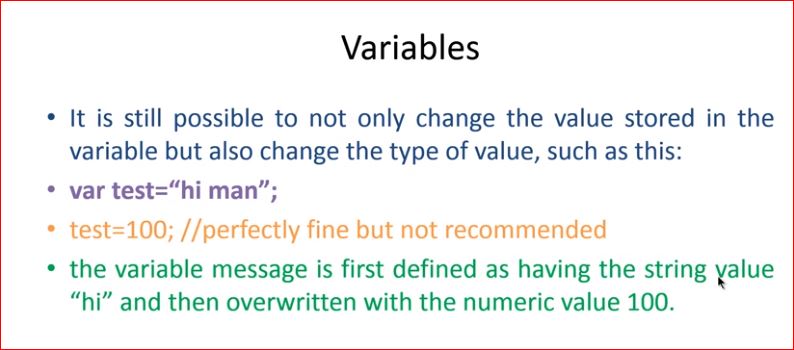 Variables
• It is still possible to not only change the value stored in the
variable but also change the type of value, such as this:
• var test=“hi man”;
• test=100; //perfectly fine but not recommended
• the variable message is first defined as having the string value
“hi” and then overwritten with the numeric value 100.